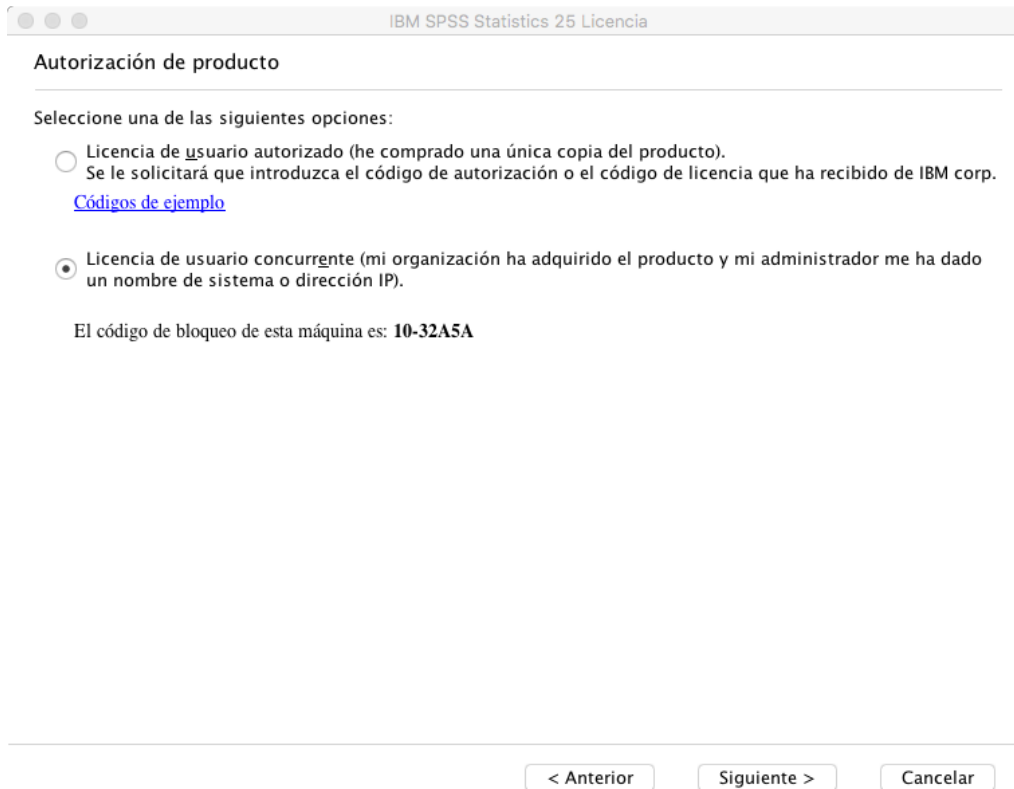 IBM SPSS Statistics 25 Licencia
Autorización de producto
Seleccione una de las siguientes opciones:
Licencia de usuario autorizado (he comprado una única copia del producto).
Se le solicitará que introduzca el código de autorización o el código de licencia que ha recibido de IBM corp.
Códigos de ejemplo
Licencia de usuario concurrente (mi organización ha adquirido el producto y mi administrador me ha dado
un nombre de sistema o dirección IP).
El código de bloqueo de esta máquina es: 10-32A5A
< Anterior
Siguiente >
Cancelar